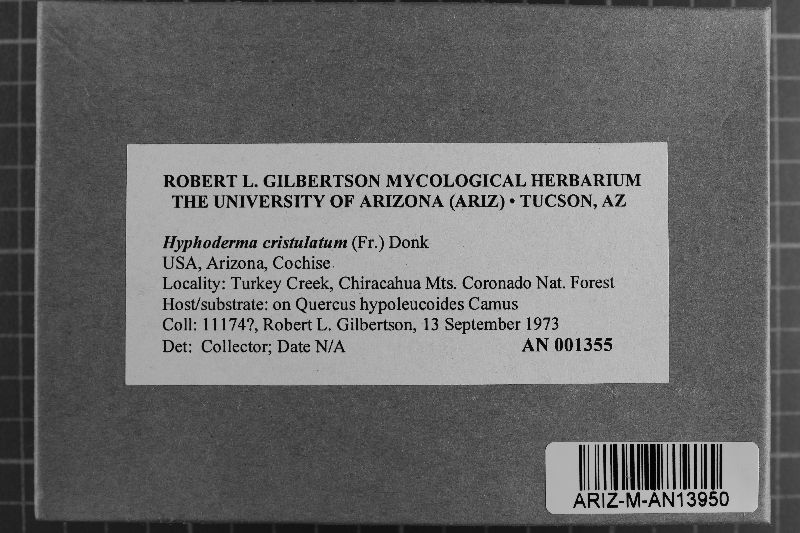 ROBERT L. GILBERTSON MYCOLOGICAL HERBARIUM
THE UNIVERSITY OF ARIZONA (ARIZ) • TUCSON, AZ
Hyphoderma cristulatum (Fr.) Donk
USA, Arizona, Cochise
Locality: Turkey Creek, Chiracahua Mts. Coronado Nat. Forest
Host/substrate: on Quercus hypoleucoides Camus
Coll: 11174?, Robert L. Gilbertson, 13 September 1973
Det: Collector; Date N/A AN 001355
ARIZ-M-AN13950